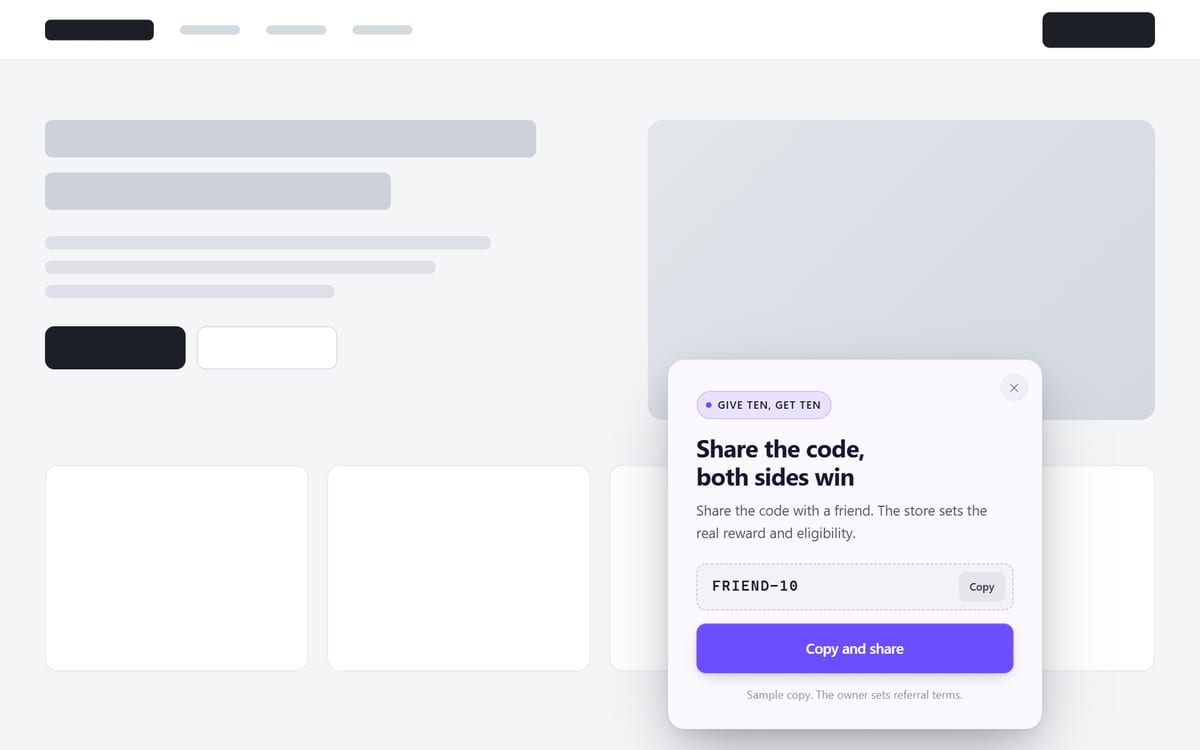 GIVE TEN, GET TEN
Share the code,
both sides win
Share the code with a friend. The store sets the
real reward and eligibility.
FRIEND-10
Copy
Copy and share
Sample copy. The owner sets referral terms.